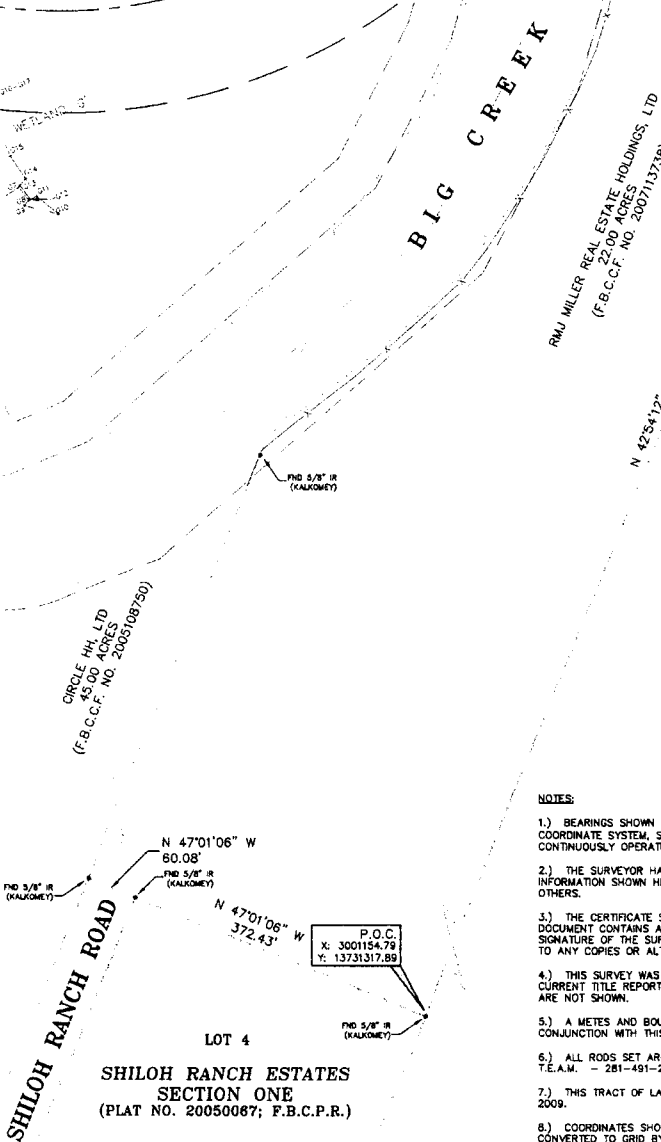 WETLAND
BIG CREEK
RMJ MILLER REAL ESTATE HOLDINGS, LTD
22.00 ACRES
(F.B.C.C.F. NO. 2007113738)
N 42°54'12"
FND 5/8" IR
(KALKOMEY)
CIRCLE HH, LTD
45.00 ACRES
(F.B.C.C.F. NO. 2005108750)
N 47°01'06" W
60.08'
FND 5/8" IR
(KALKOMEY)
FND 5/8" IR
(KALKOMEY)
SHILOH RANCH ROAD
N 47°01'06" W
372.43'
P.O.C.
X: 3001154.79
Y: 13731317.89
FND 5/8" IR
(KALKOMEY)
LOT 4
SHILOH RANCH ESTATES
SECTION ONE
(PLAT NO. 20050067; F.B.C.P.R.)
NOTES:
1.) BEARINGS SHOWN
COORDINATE SYSTEM, S
CONTINUOUSLY OPERAT
2.) THE SURVEYOR HA
INFORMATION SHOWN H
OTHERS.
3.) THE CERTIFICATE S
DOCUMENT CONTAINS A
SIGNATURE OF THE SUR
TO ANY COPIES OR ALT
4.) THIS SURVEY WAS
CURRENT TITLE REPORT
ARE NOT SHOWN.
5.) A METES AND BOU
CONJUNCTION WITH THIS
6.) ALL RODS SET AR
T.E.A.M. - 281-491-2
7.) THIS TRACT OF LA
2009.
8.) COORDINATES SHO
CONVERTED TO GRID BY